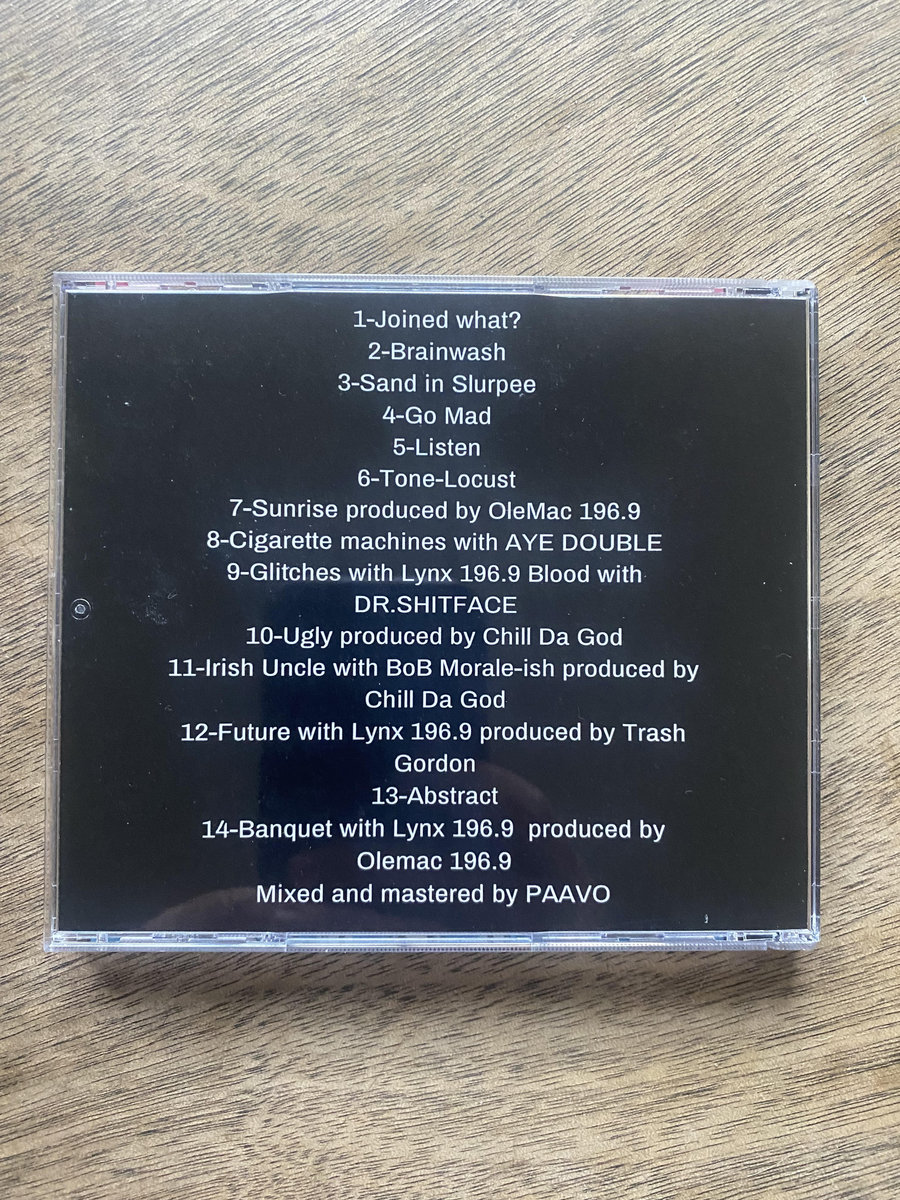 1-Joined what?
2-Brainwash
3-Sand in Slurpee
4-Go Mad
5-Listen
6-Tone-Locust
7-Sunrise produced by OleMac 196.9
8-Cigarette machines with AYE DOUBLE
9-Glitches with Lynx 196.9 Blood with
DR.SHITFACE
10-Ugly produced by Chill Da God
11-Irish Uncle with BoB Morale-ish produced by
Chill Da God
12-Future with Lynx 196.9 produced by Trash
Gordon
13-Abstract
14-Banquet with Lynx 196.9  produced by
Olemac 196.9
Mixed and mastered by PAAVO